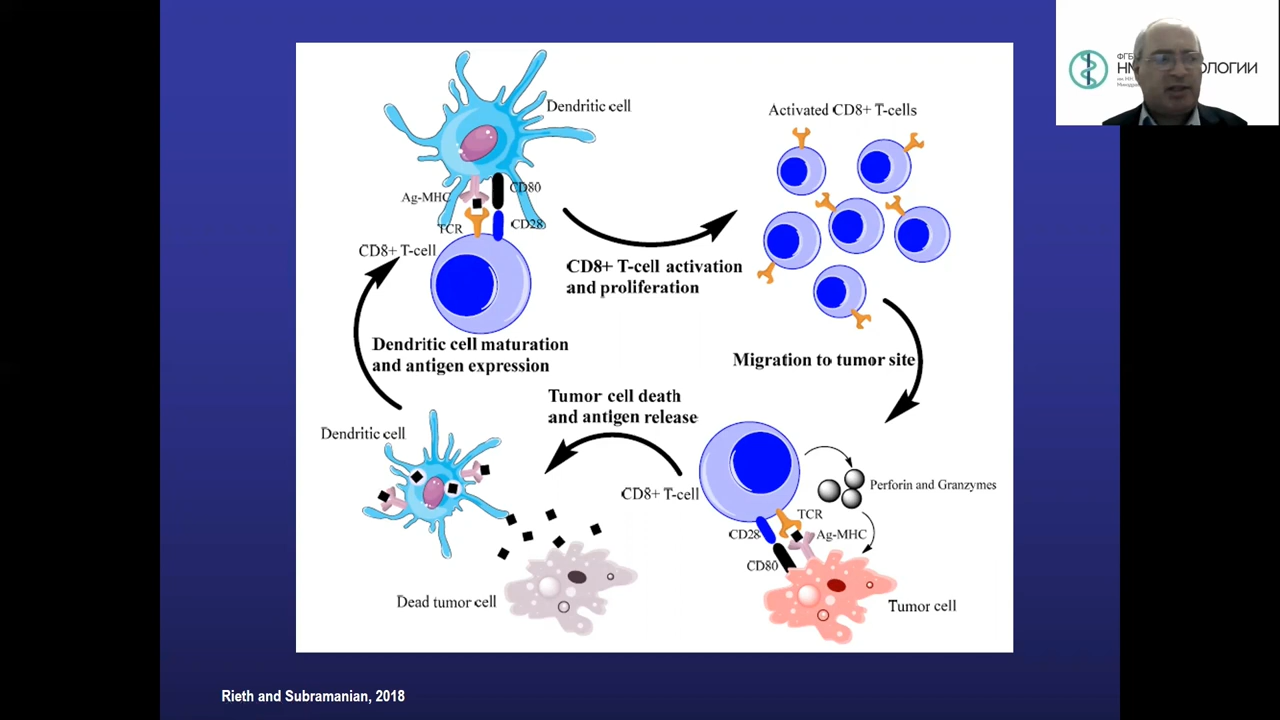 Dendritic cell
Ag-MHC
CD80
TCR
CD28
CD8+ T-cell
CD8+ T-cell activation
and proliferation
Activated CD8+ T-cells
Migration to tumor site
Dendritic cell maturation
and antigen expression
Tumor cell death
and antigen release
Dendritic cell
CD8+ T-cell
Perforin and Granzymes
TCR
CD28
Ag-MHC
CD80
Dead tumor cell
Tumor cell
Rieth and Subramanian, 2018
ФГБ